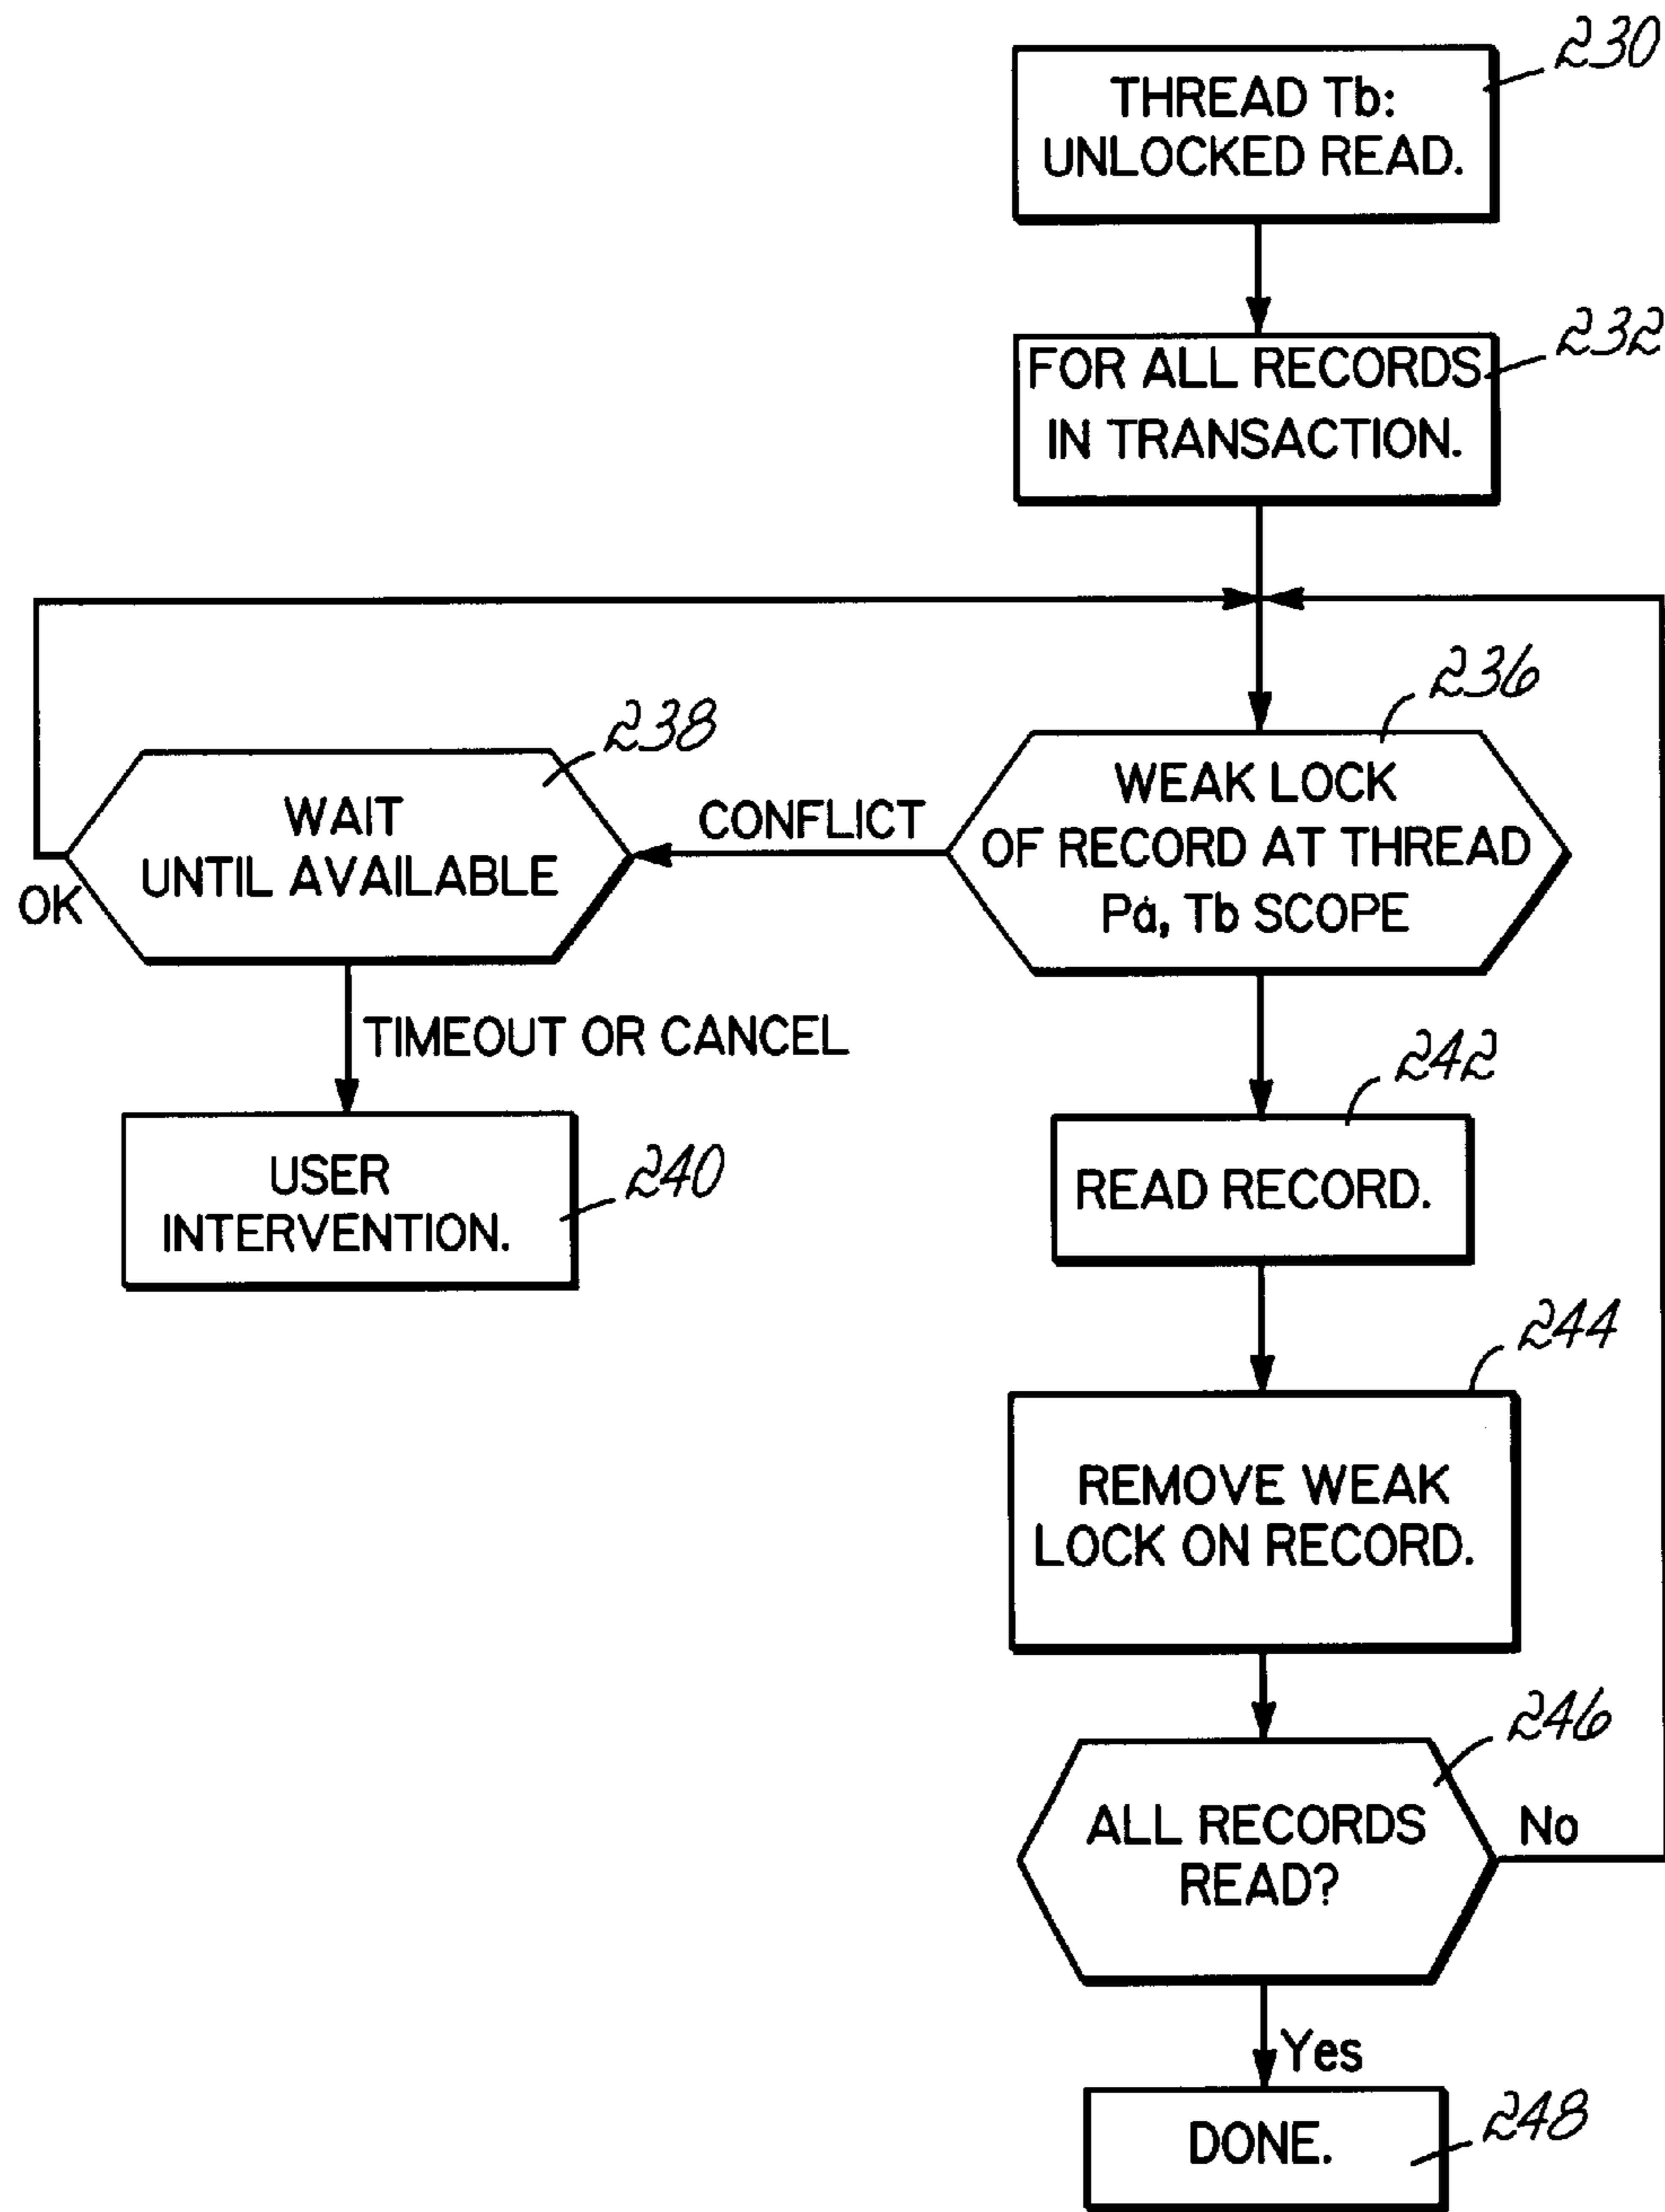 230
THREAD Tb:
UNLOCKED READ.
232
FOR ALL RECORDS
IN TRANSACTION.
236
WEAK LOCK
OF RECORD AT THREAD
Pa, Tb SCOPE
CONFLICT
238
WAIT
UNTIL AVAILABLE
OK
TIMEOUT OR CANCEL
240
USER
INTERVENTION.
242
READ RECORD.
244
REMOVE WEAK
LOCK ON RECORD.
246
ALL RECORDS
READ?
No
Yes
248
DONE.